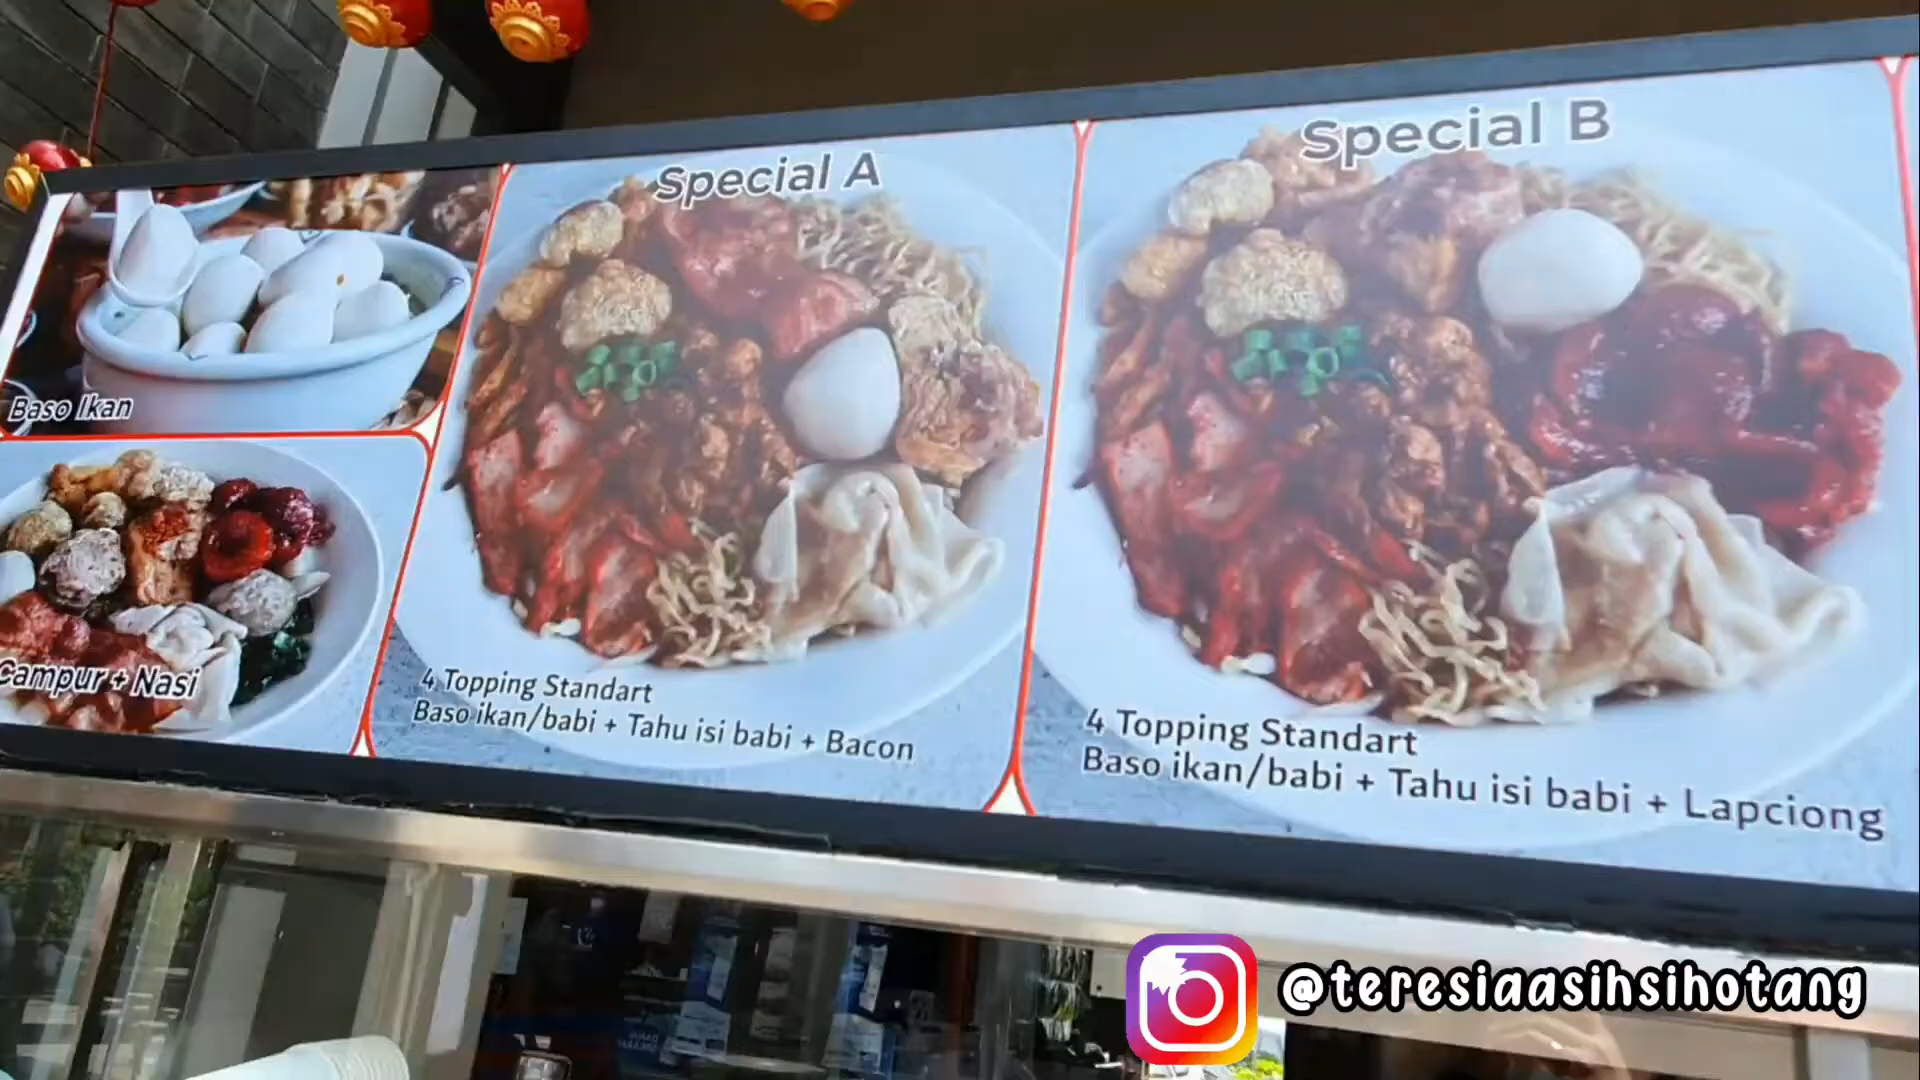 Special A
Special B
Baso Ikan
Campur + Nasi
4 Topping Standart
Baso ikan/babi + Tahu isi babi + Bacon
4 Topping Standart
Baso ikan/babi + Tahu isi babi + Lapciong
@teresiaasihsihotang